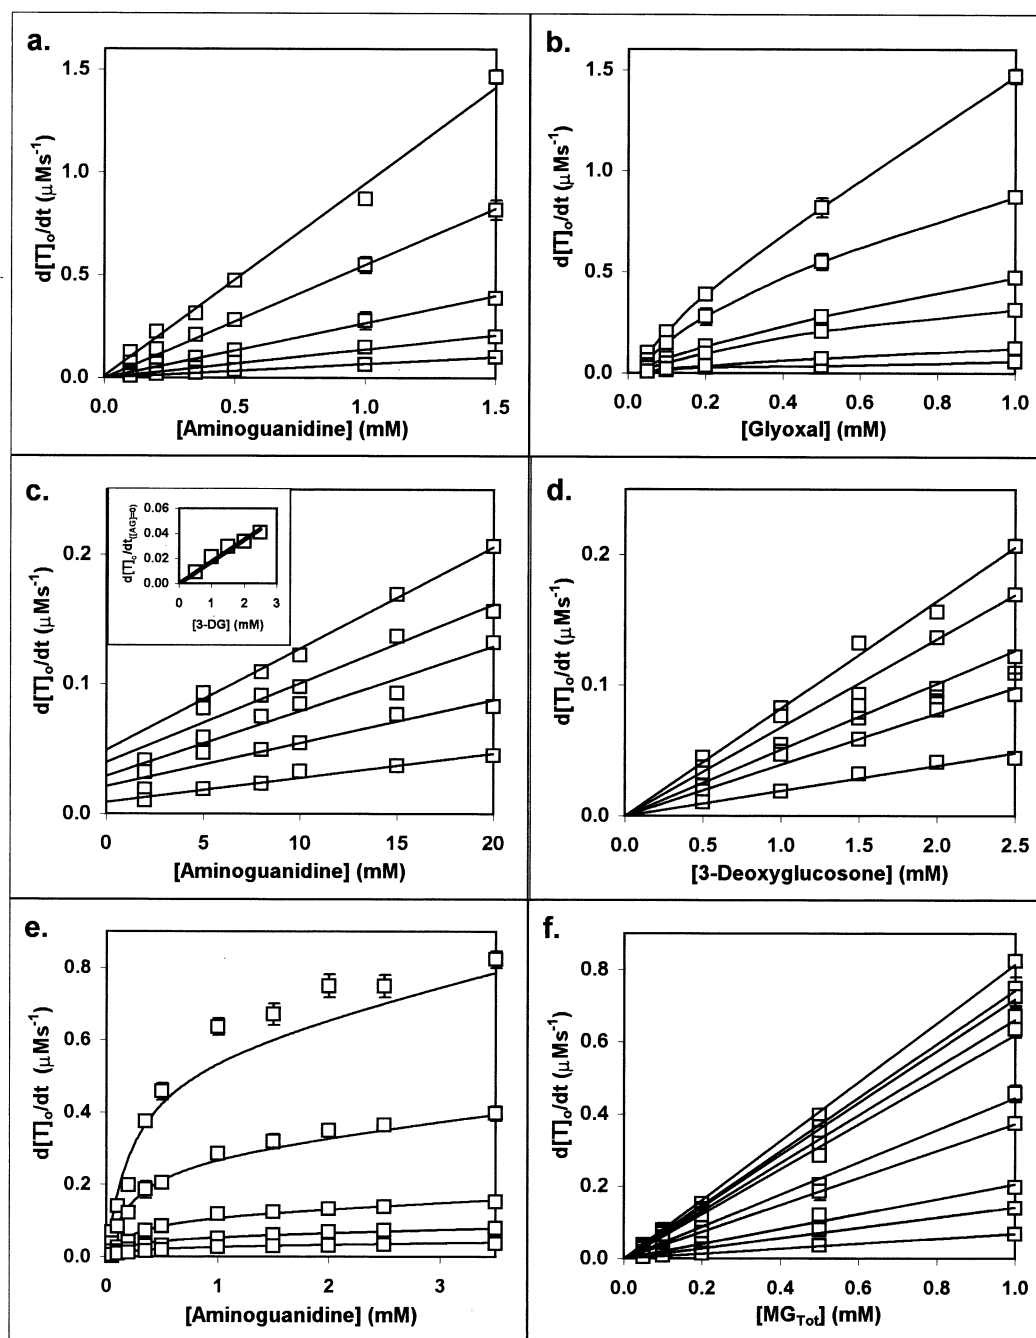 a.
1.5
1.0
0.5
0.0
d[T]o/dt (μMs⁻¹)
0.0 0.5 1.0 1.5
[Aminoguanidine] (mM)
b.
1.5
1.0
0.5
0.0
d[T]o/dt (μMs⁻¹)
0.0 0.2 0.4 0.6 0.8 1.0
[Glyoxal] (mM)
c.
0.2
0.1
0.0
d[T]o/dt (μMs⁻¹)
0.06
0.04
0.02
0.00
d[T]o/dt([AG]=0)
0 1 2 3
[3-DG] (mM)
0 5 10 15 20
[Aminoguanidine] (mM)
d.
0.2
0.1
0.0
d[T]o/dt (μMs⁻¹)
0.0 0.5 1.0 1.5 2.0 2.5
[3-Deoxyglucosone] (mM)
e.
0.8
0.6
0.4
0.2
0.0
d[T]o/dt (μMs⁻¹)
0 1 2 3
[Aminoguanidine] (mM)
f.
0.8
0.6
0.4
0.2
0.0
d[T]o/dt (μMs⁻¹)
0.0 0.2 0.4 0.6 0.8 1.0
[MGTot] (mM)